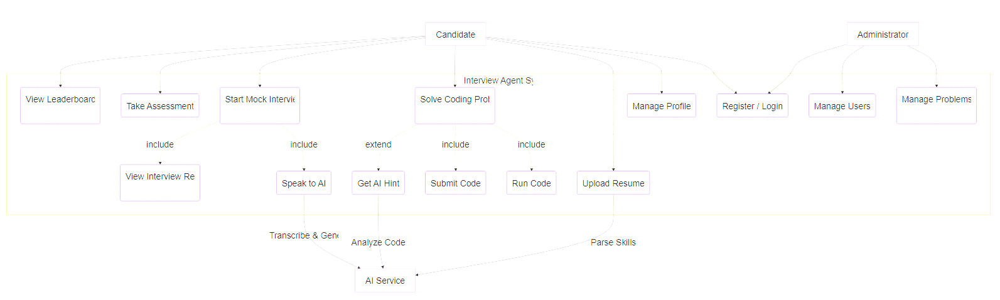 Candidate
Administrator
Interview Agent Sy
View Leaderboard
Take Assessment
Start Mock Intervie
Solve Coding Prob
Manage Profile
Register / Login
Manage Users
Manage Problems
include
include
extend
include
include
View Interview Re
Speak to AI
Get AI Hint
Submit Code
Run Code
Upload Resume
Transcribe & Gene
Analyze Code
Parse Skills
AI Service